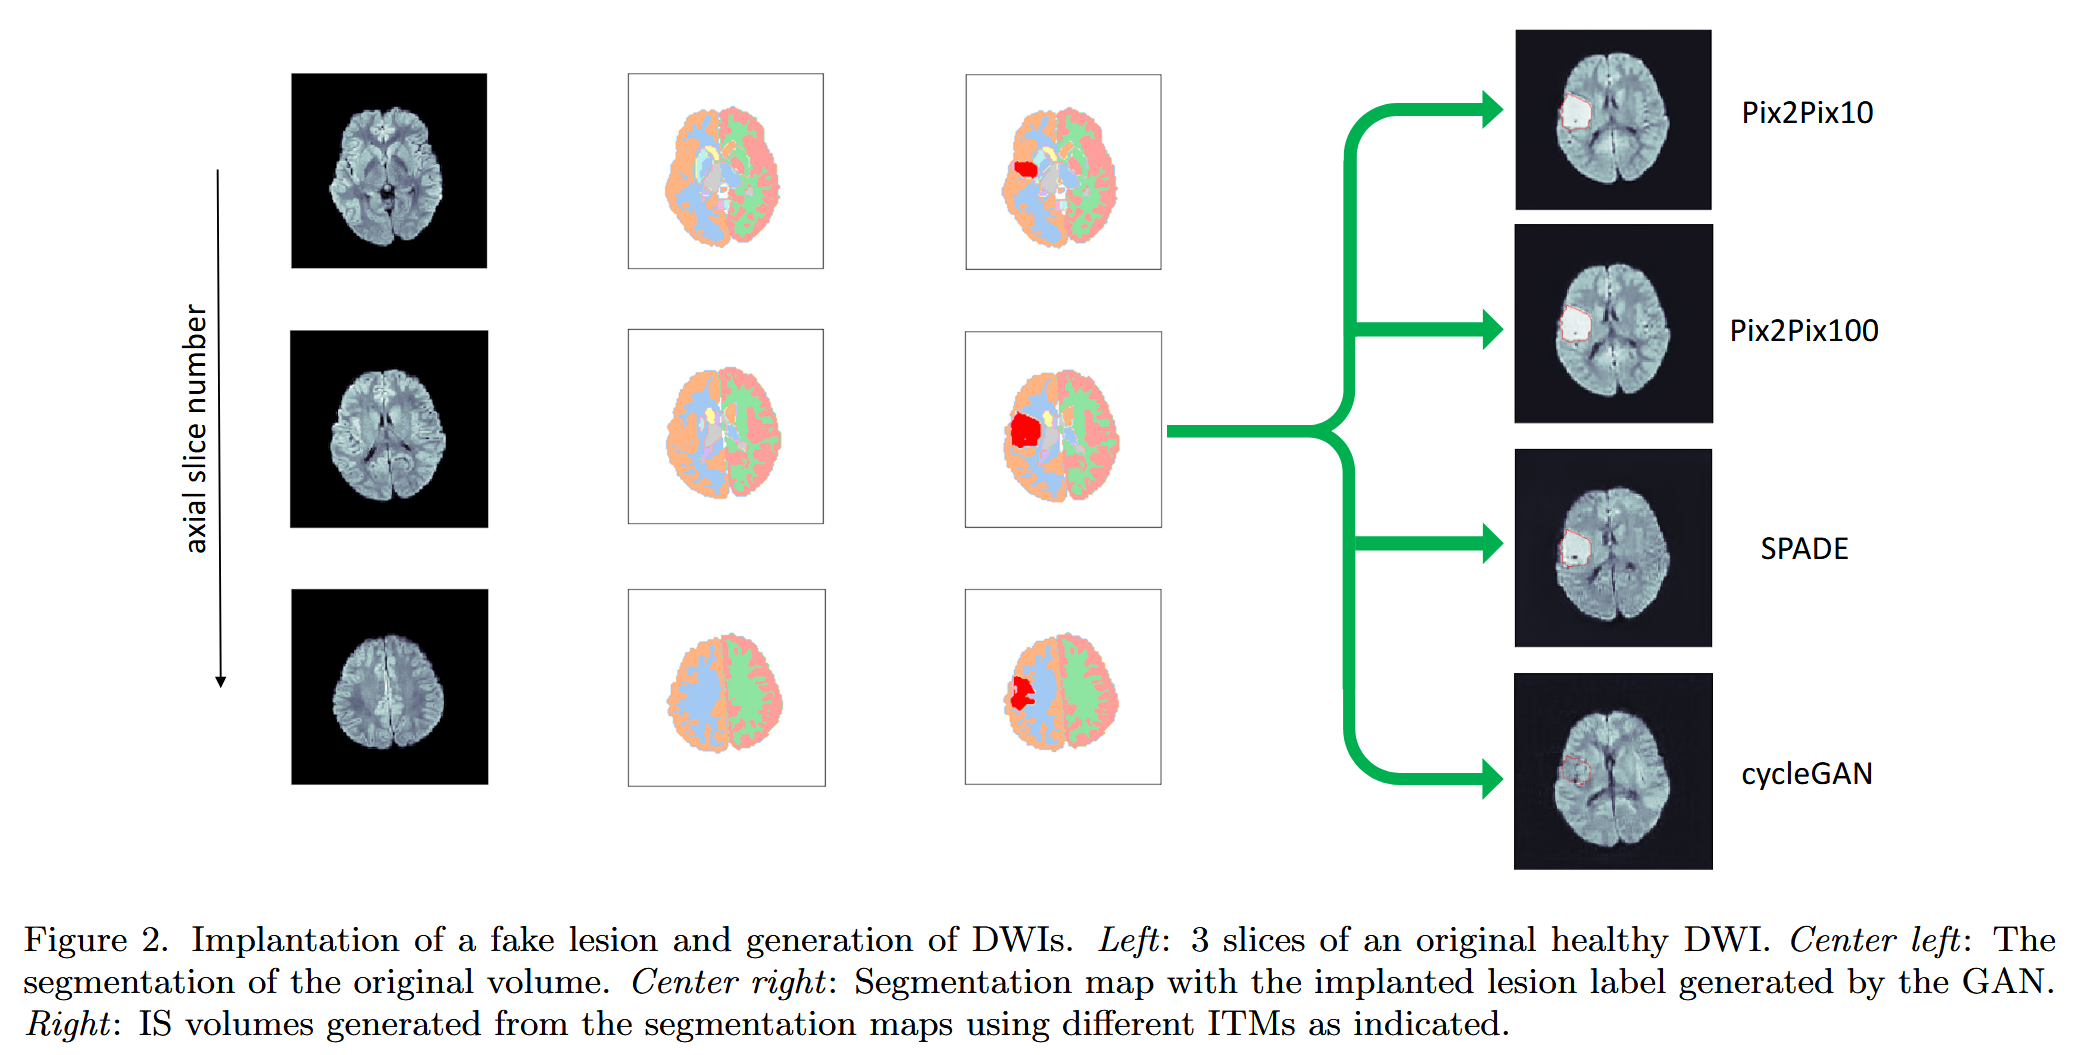 axial slice number
Pix2Pix10
Pix2Pix100
SPADE
cycleGAN
Figure 2. Implantation of a fake lesion and generation of DWIs. Left: 3 slices of an original healthy DWI. Center left: The
segmentation of the original volume. Center right: Segmentation map with the implanted lesion label generated by the GAN.
Right: IS volumes generated from the segmentation maps using different ITMs as indicated.